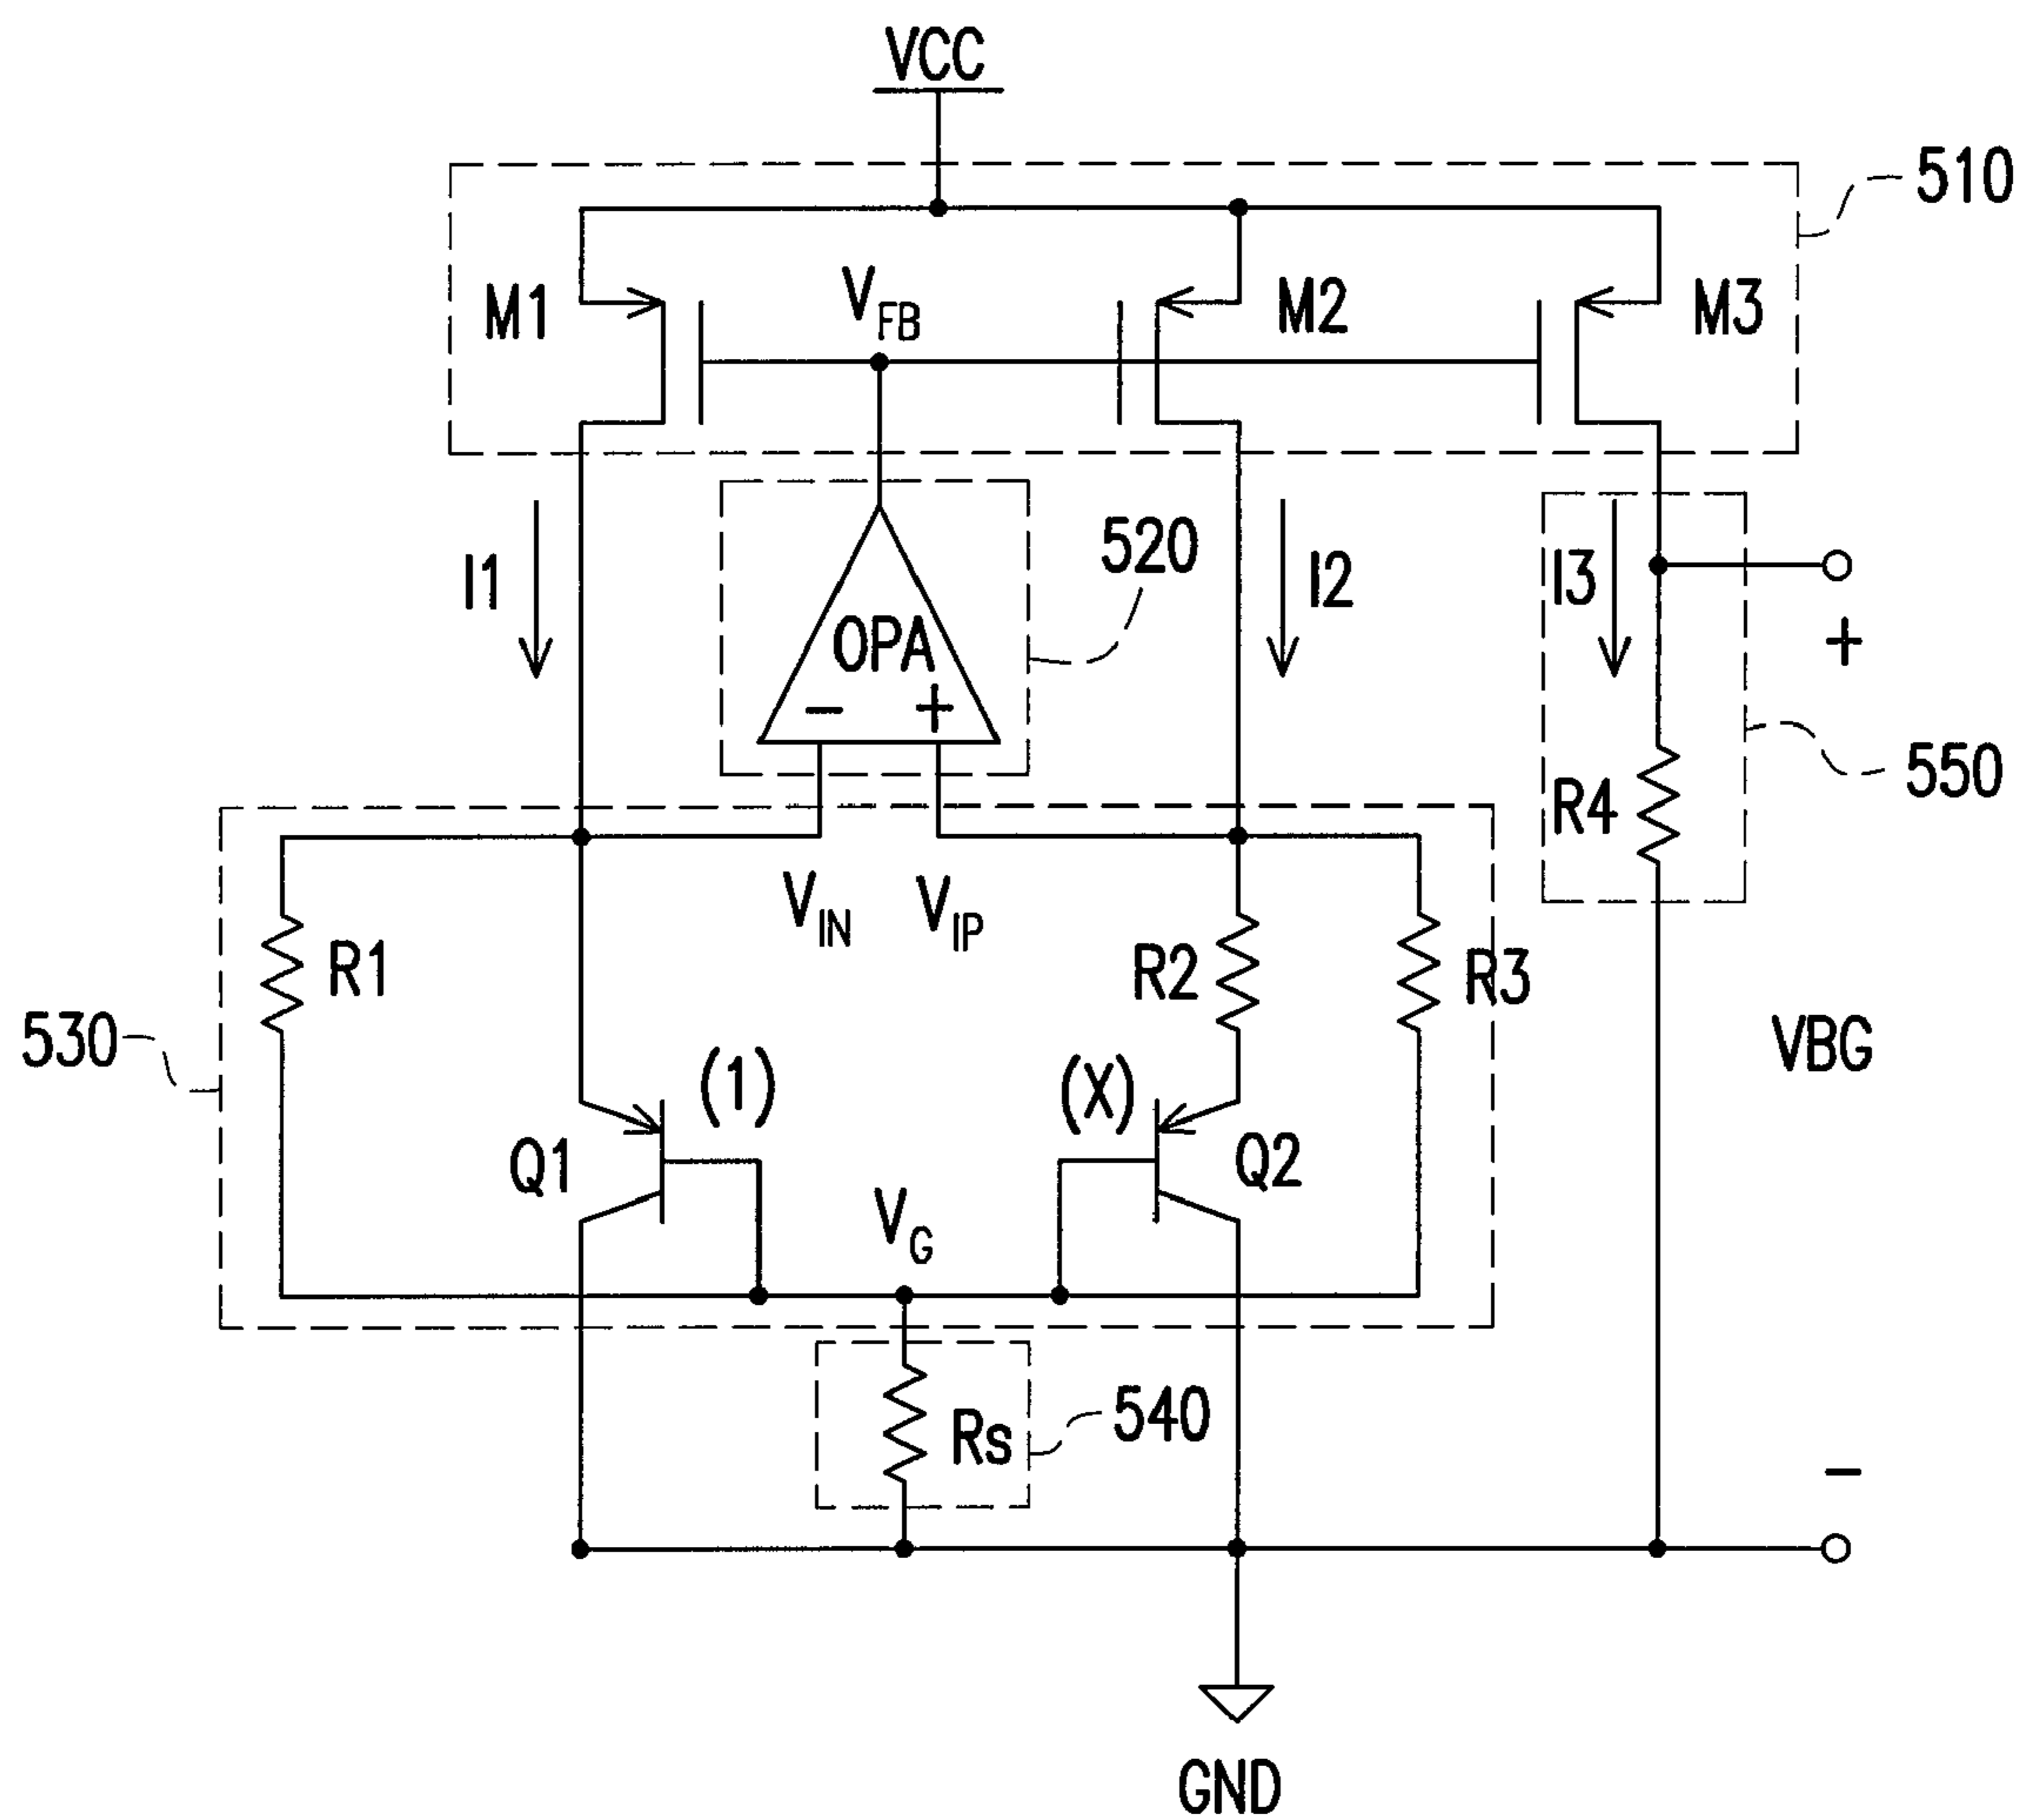 VCC
510
M1
V_FB
M2
M3
I1
520
I2
I3
OPA
- +
+
550
R4
V_IN
V_IP
R1
R2
R3
530
VBG
(1)
(X)
Q1
Q2
V_G
540
Rs
-
GND